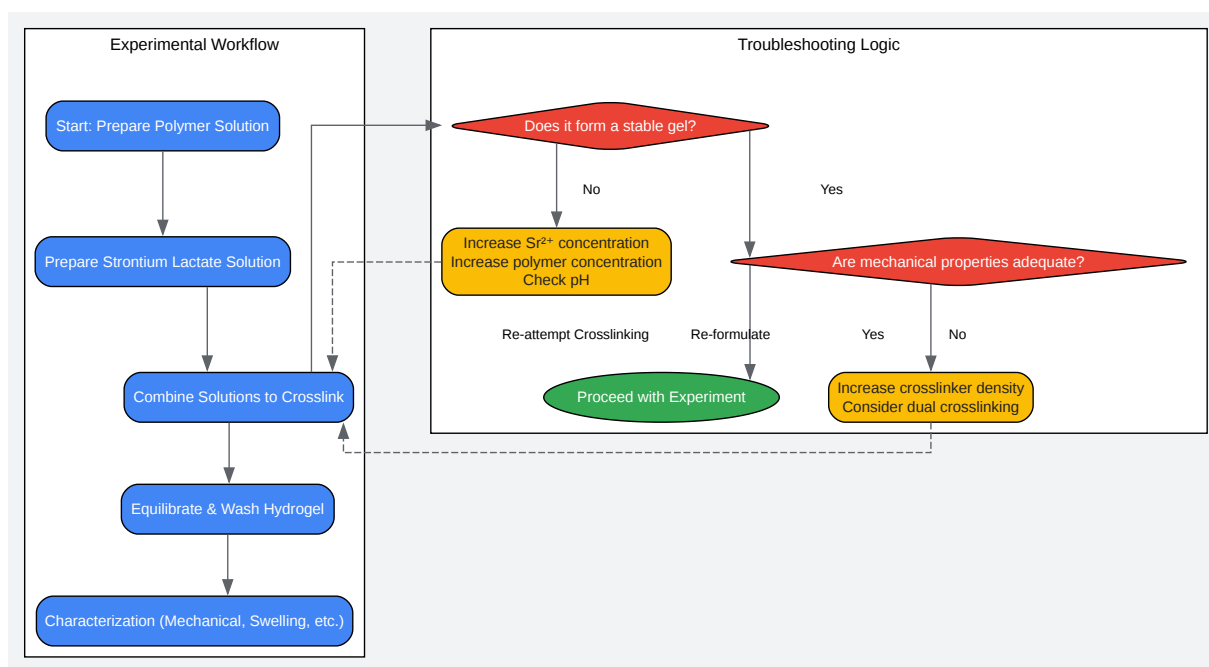 Experimental Workflow
Start: Prepare Polymer Solution
Prepare Strontium Lactate Solution
Combine Solutions to Crosslink
Equilibrate & Wash Hydrogel
Characterization (Mechanical, Swelling, etc.)
Troubleshooting Logic
Does it form a stable gel?
No
Yes
Increase Sr²⁺ concentration
Increase polymer concentration
Check pH
Are mechanical properties adequate?
Re-attempt Crosslinking
Re-formulate
Yes
No
Proceed with Experiment
Increase crosslinker density
Consider dual crosslinking